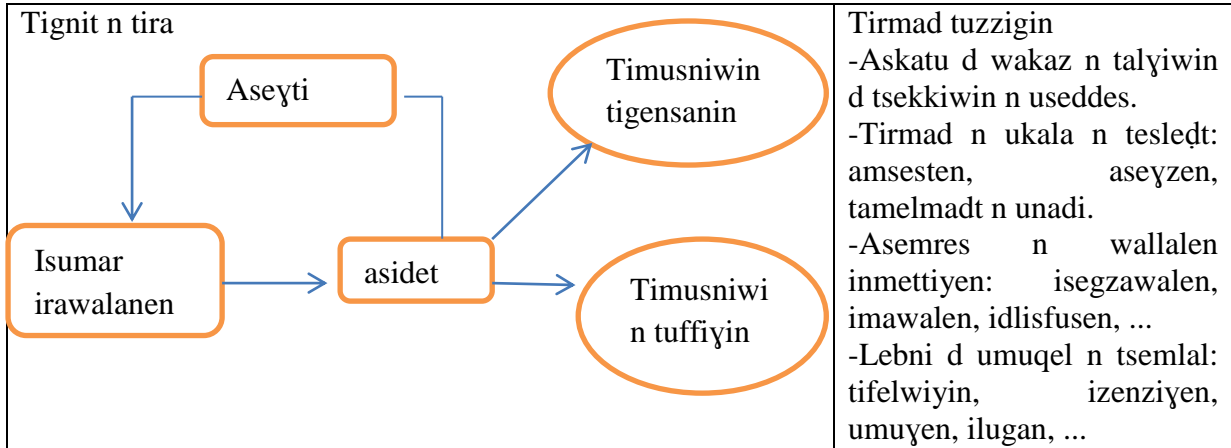 Tignit n tira
Aseɣti
Timusniwin
tigensanin
Isumar
irawalanen
asidet
Timusniwi
n tuffiɣin
Tirmad tuzzigin
-Askatu d wakaz n talɣiwin
d tsekkiwin n useddes.
-Tirmad n ukala n tesleḍt:
amsesten, aseɣzen,
tamelmadt n unadi.
-Asemres n wallalen
inmettiyen: isegzawalen,
imawalen, idlisfusen, ...
-Lebni d umuqel n tsemlal:
tifelwiyin, izenziɣen,
umuɣen, ilugan, ...